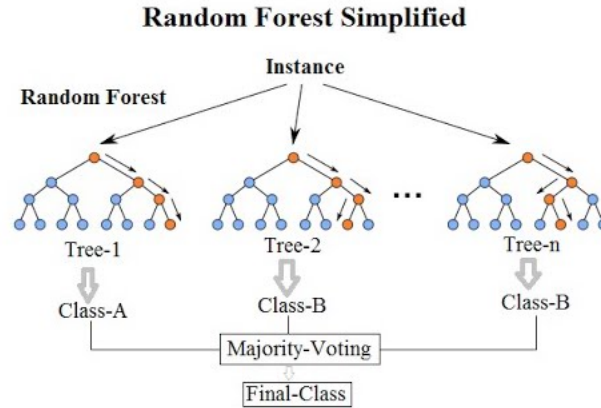 Random Forest Simplified
Instance
Random Forest
...
Tree-1
Tree-2
Tree-n
Class-A
Class-B
Class-B
Majority-Voting
Final-Class